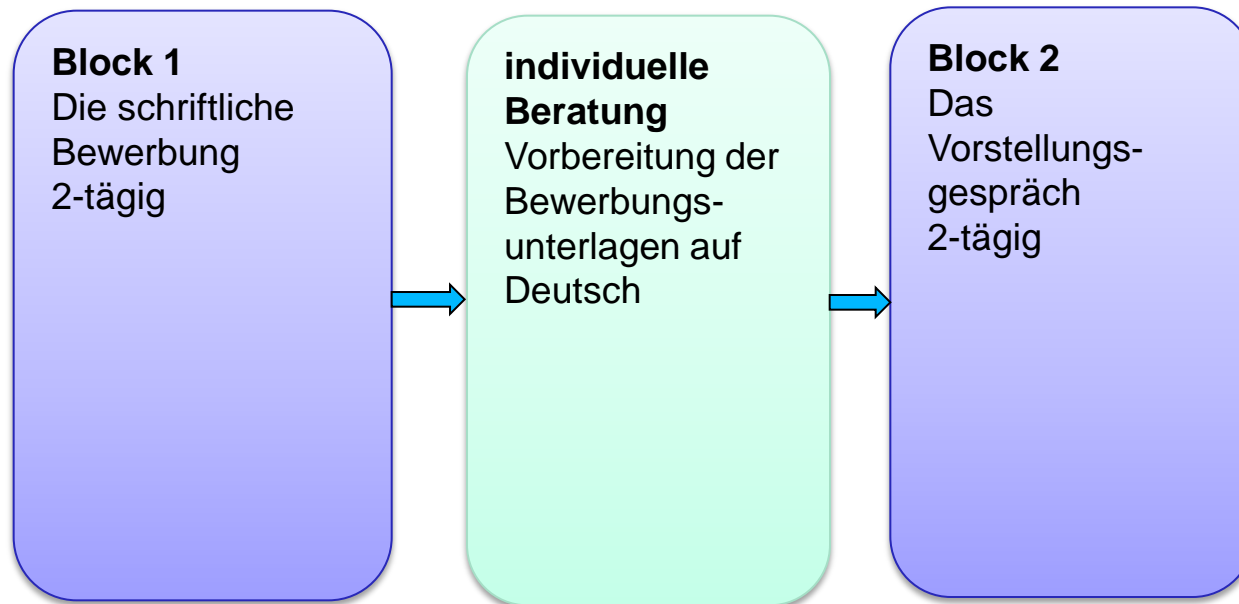 Block 1
Die schriftliche
Bewerbung
2-tägig
individuelle
Beratung
Vorbereitung der
Bewerbungs-
unterlagen auf
Deutsch
Block 2
Das
Vorstellungs-
gespräch
2-tägig